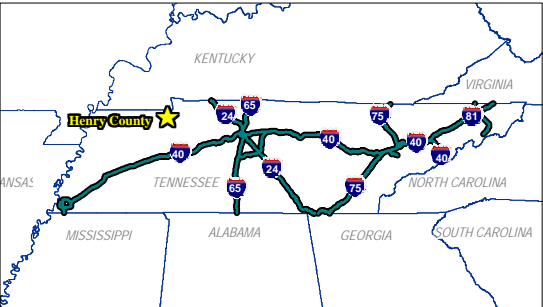 KENTUCKY
VIRGINIA
65
24
75
81
Henry County
40
40
40
40
24
ANSAS
TENNESSEE
65
75
NORTH CAROLINA
MISSISSIPPI
ALABAMA
GEORGIA
SOUTH CAROLINA